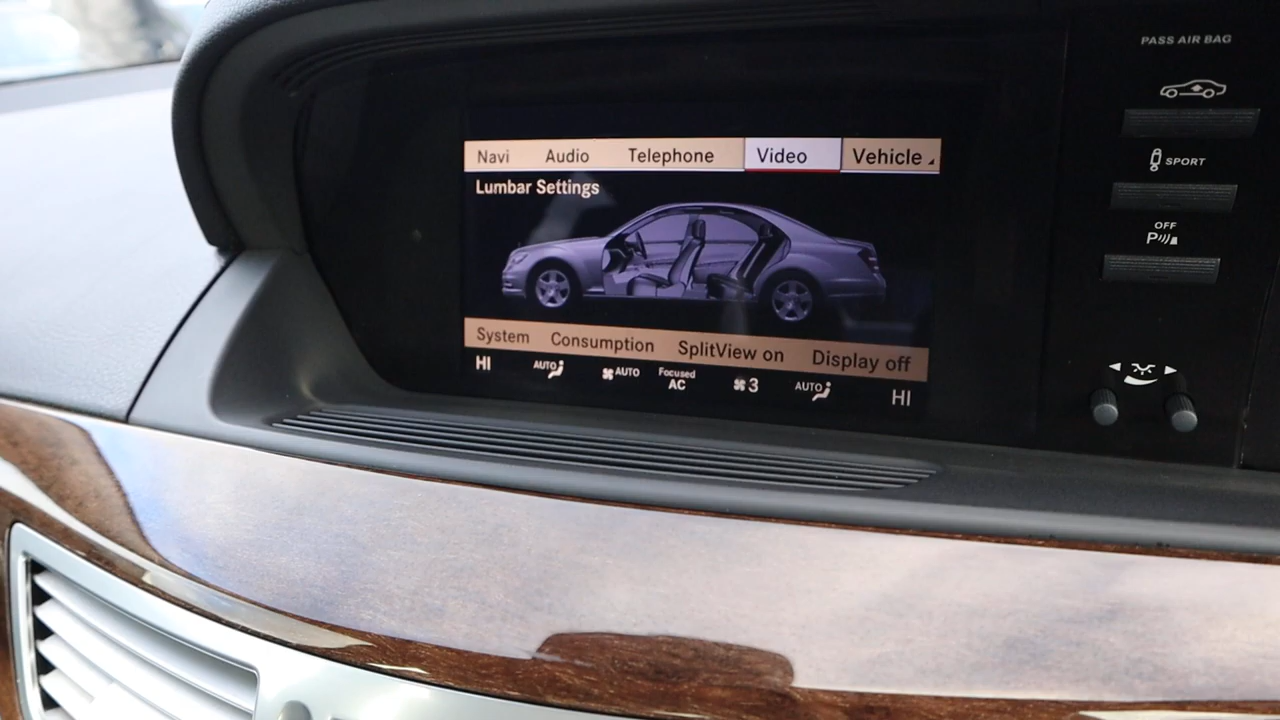 PASS AIR BAG
Navi Audio Telephone Video Vehicle
Lumbar Settings
SPORT
OFF
P
System Consumption SplitView on Display off
HI AUTO AUTO Focused AC 3 AUTO HI